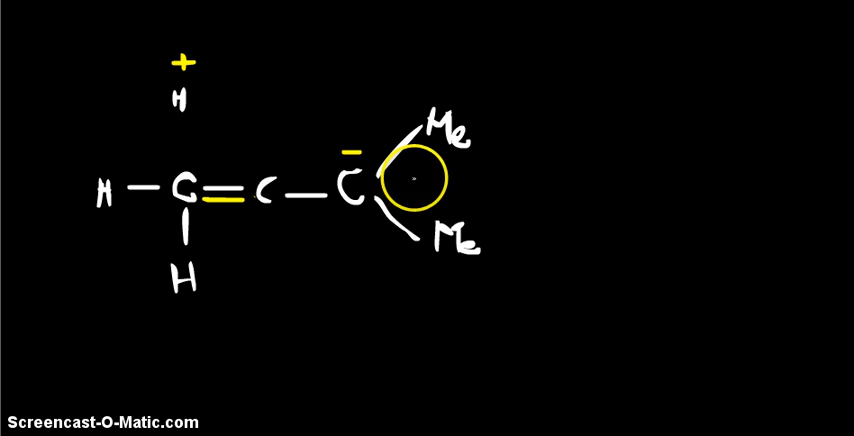 +
H
Me
H – C = C – C̄
Me
H
Screencast-O-Matic.com